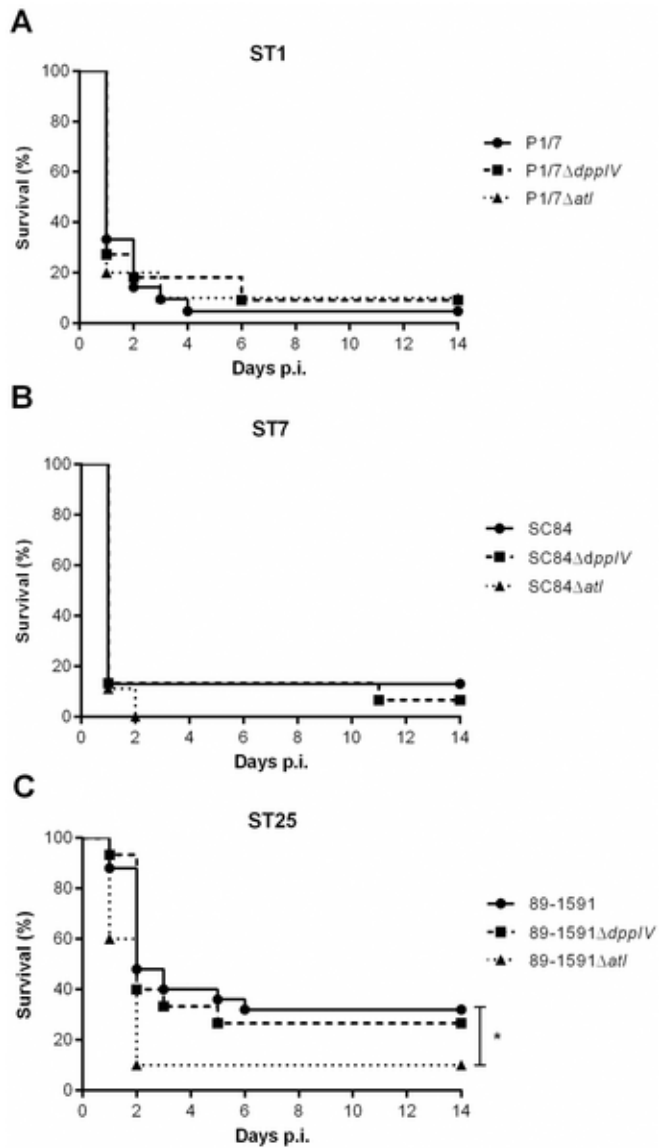 A
ST1
100
80
60
40
20
0
Survival (%)
0 2 4 6 8 10 12 14
Days p.i.
P1/7
P1/7ΔdppIV
P1/7Δatl
B
ST7
100
80
60
40
20
0
Survival (%)
0 2 4 6 8 10 12 14
Days p.i.
SC84
SC84ΔdppIV
SC84Δatl
C
ST25
100
80
60
40
20
0
Survival (%)
0 2 4 6 8 10 12 14
Days p.i.
89-1591
89-1591ΔdppIV
89-1591Δatl
*